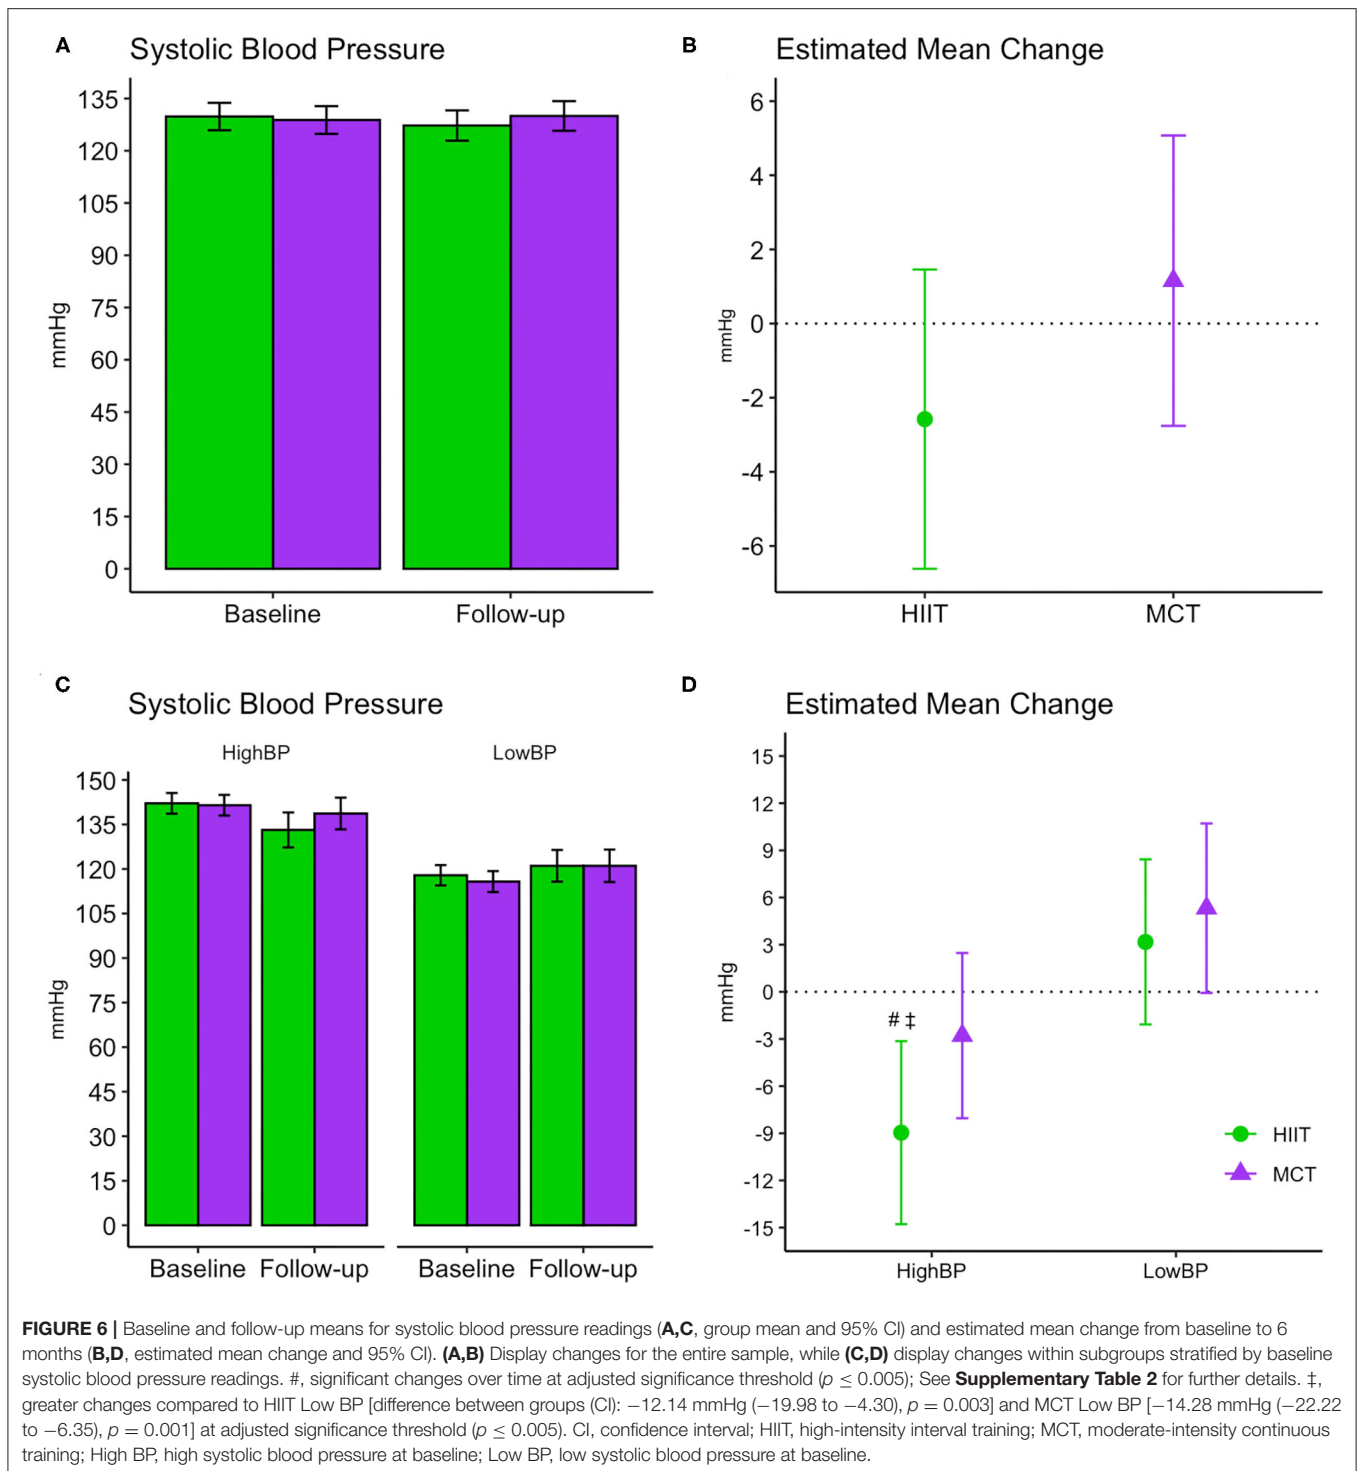 A
Systolic Blood Pressure
135
120
105
90
75
60
45
30
15
0
mmHg
Baseline
Follow-up
B
Estimated Mean Change
6
4
2
0
-2
-4
-6
mmHg
HIIT
MCT
C
Systolic Blood Pressure
HighBP
LowBP
150
135
120
105
90
75
60
45
30
15
0
mmHg
Baseline Follow-up
Baseline Follow-up
D
Estimated Mean Change
15
12
9
6
3
0
-3
-6
-9
-12
-15
mmHg
# ‡
HIIT
MCT
HighBP
LowBP
FIGURE 6 | Baseline and follow-up means for systolic blood pressure readings (A,C, group mean and 95% CI) and estimated mean change from baseline to 6
months (B,D, estimated mean change and 95% CI). (A,B) Display changes for the entire sample, while (C,D) display changes within subgroups stratified by baseline
systolic blood pressure readings. #, significant changes over time at adjusted significance threshold (p ≤ 0.005); See Supplementary Table 2 for further details. ‡,
greater changes compared to HIIT Low BP [difference between groups (CI): −12.14 mmHg (−19.98 to −4.30), p = 0.003] and MCT Low BP [−14.28 mmHg (−22.22
to −6.35), p = 0.001] at adjusted significance threshold (p ≤ 0.005). CI, confidence interval; HIIT, high-intensity interval training; MCT, moderate-intensity continuous
training; High BP, high systolic blood pressure at baseline; Low BP, low systolic blood pressure at baseline.